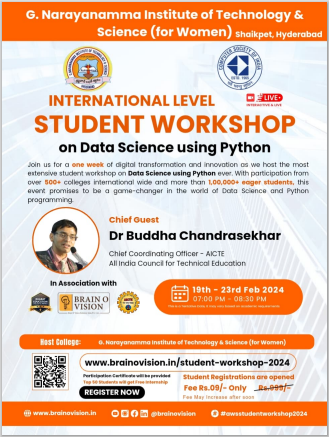 G. Narayanamma Institute of Technology &
Science (for Women) Shaikpet, Hyderabad
INTERNATIONAL LEVEL
LIVE
STUDENT WORKSHOP
on Data Science using Python
Join us for a one week of digital transformation and innovation as we host the most
extensive student workshop on Data Science using Python ever. With participation from
over 500+ colleges international wide and more than 1,00,000+ eager students, this
event promises to be a game-changer in the world of Data Science and Python
programming.
Chief Guest
Dr Buddha Chandrasekhar
Chief Coordinating Officer - AICTE
All India Council for Technical Education
In Association with
BRAIN O
VISION
19th - 23rd Feb 2024
07:00 PM - 08:30 PM
Host College: G. Narayanamma Institute of Technology & Science (for Women)
www.brainovision.in/student-workshop-2024
Participation Certificate will be provided
Top 50 Students will get Free Internship
REGISTER NOW
Student Registrations are opened
Fee Rs.09/- Only Rs.999/-
Fee May Increase after soon
www.brainovision.in
@brainovision
#awsstudentworkshop2024